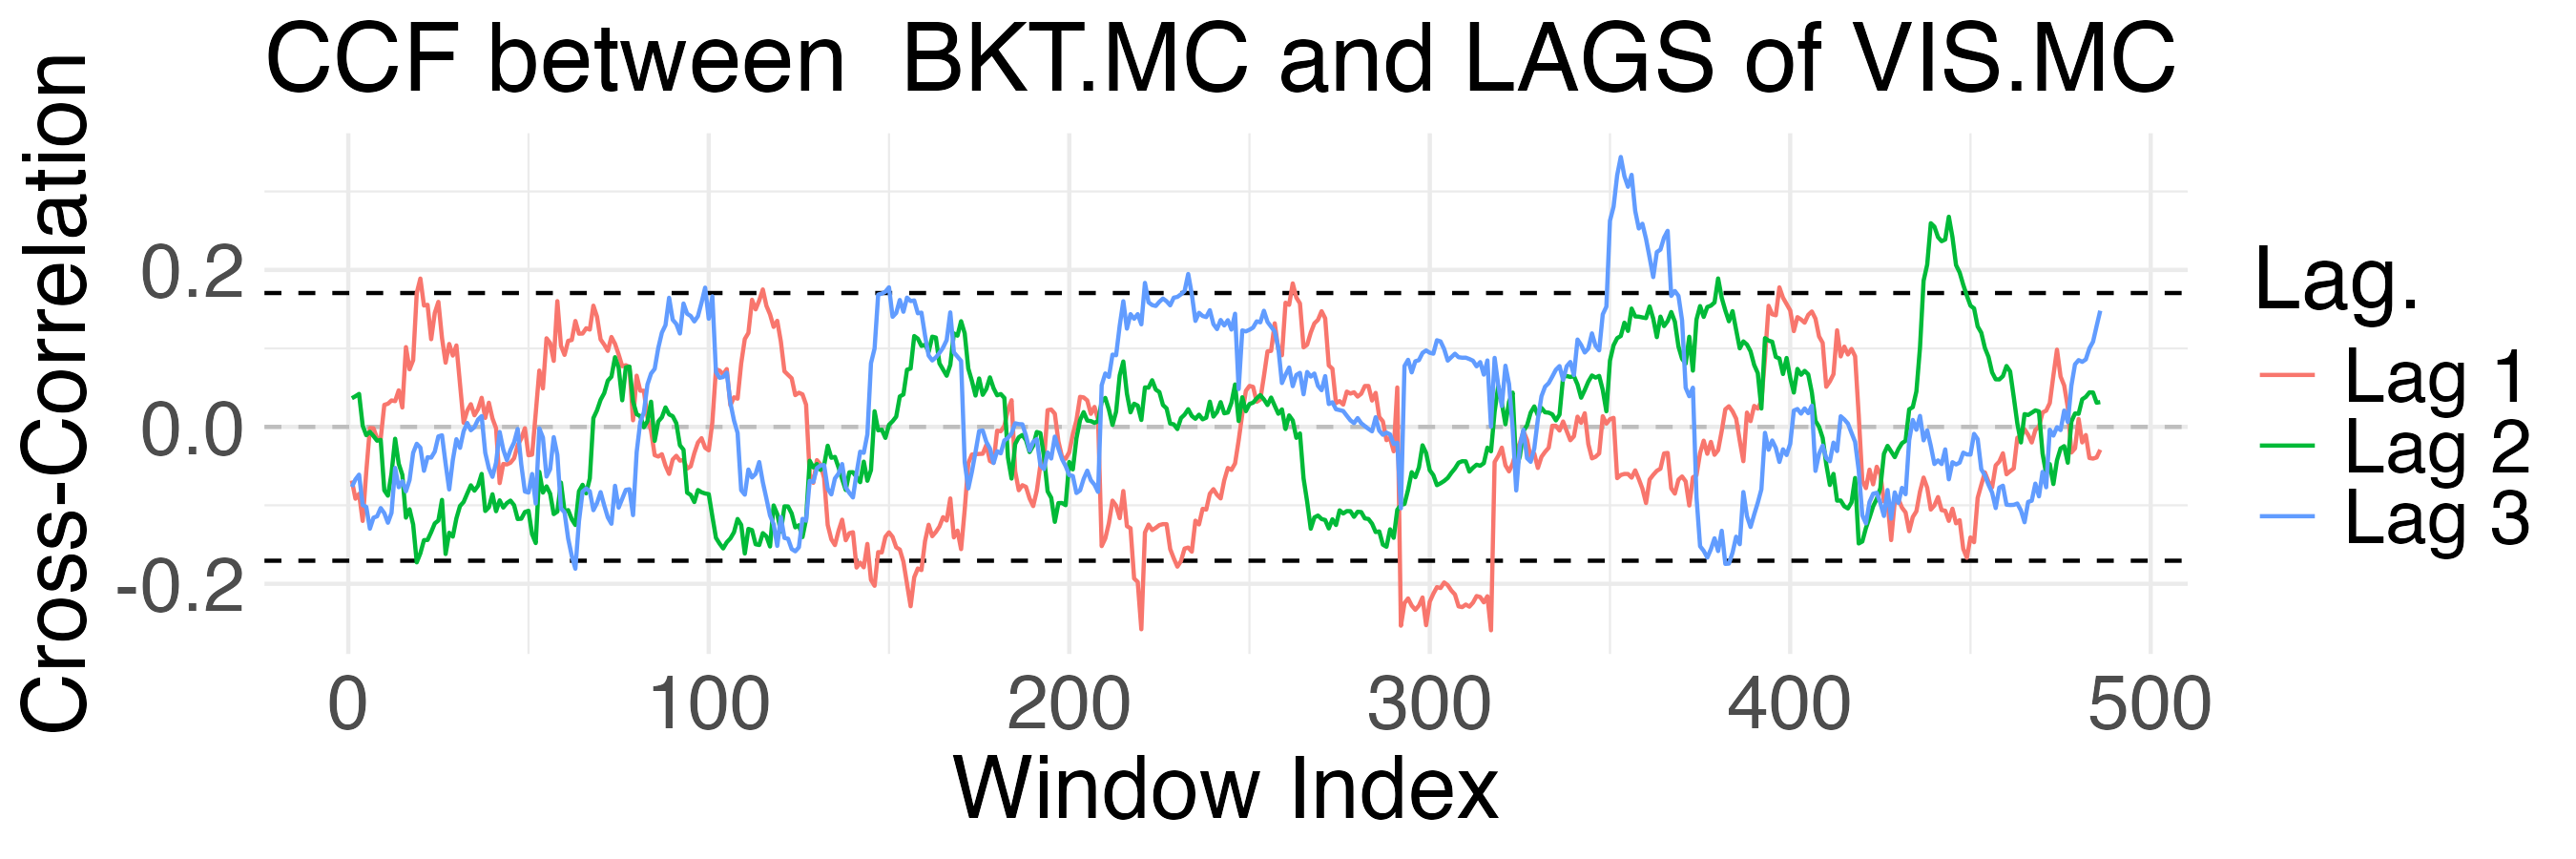 CCF between  BKT.MC and LAGS of VIS.MC
Cross-Correlation
0.2
0.0
-0.2
0
100
200
300
400
500
Window Index
Lag.
Lag 1
Lag 2
Lag 3